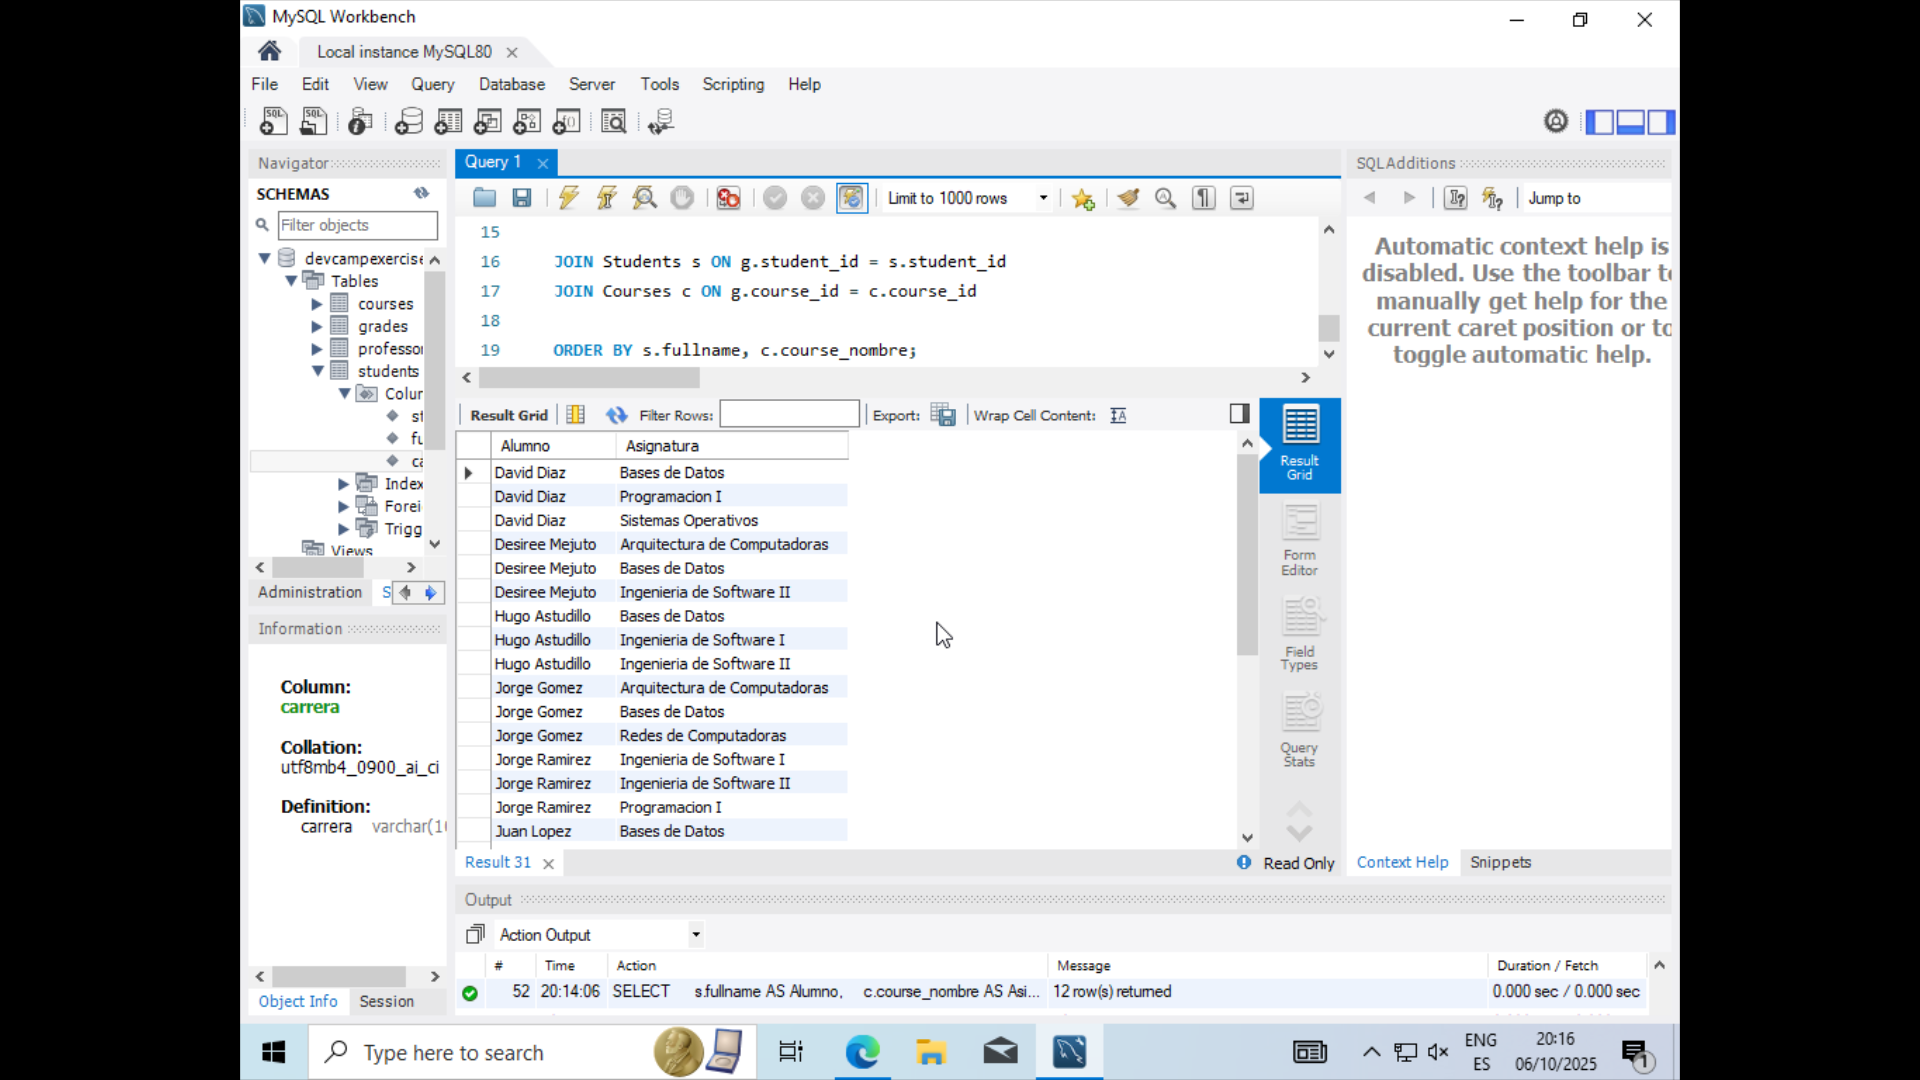 MySQL Workbench
Local instance MySQL80
File Edit View Query Database Server Tools Scripting Help
Navigator
SCHEMAS
Filter objects
devcampexercise
Tables
courses
grades
professor
students
Colur
st
fu
ca
Index
Forei
Trigg
Views
Administration S
Information
Column:
carrera
Collation:
utf8mb4_0900_ai_ci
Definition:
carrera varchar(10
Object Info Session
Query 1
Limit to 1000 rows
15
16 JOIN Students s ON g.student_id = s.student_id
17 JOIN Courses c ON g.course_id = c.course_id
18
19 ORDER BY s.fullname, c.course_nombre;
Result Grid Filter Rows: Export: Wrap Cell Content:
Alumno Asignatura
David Diaz Bases de Datos
David Diaz Programacion I
David Diaz Sistemas Operativos
Desiree Mejuto Arquitectura de Computadoras
Desiree Mejuto Bases de Datos
Desiree Mejuto Ingenieria de Software II
Hugo Astudillo Bases de Datos
Hugo Astudillo Ingenieria de Software I
Hugo Astudillo Ingenieria de Software II
Jorge Gomez Arquitectura de Computadoras
Jorge Gomez Bases de Datos
Jorge Gomez Redes de Computadoras
Jorge Ramirez Ingenieria de Software I
Jorge Ramirez Ingenieria de Software II
Jorge Ramirez Programacion I
Juan Lopez Bases de Datos
Result 31
Read Only
Result
Grid
Form
Editor
Field
Types
Query
Stats
SQLAdditions
Jump to
Automatic context help is
disabled. Use the toolbar to
manually get help for the
current caret position or to
toggle automatic help.
Context Help Snippets
Output
Action Output
# Time Action Message Duration / Fetch
52 20:14:06 SELECT s.fullname AS Alumno, c.course_nombre AS Asi... 12 row(s) returned 0.000 sec / 0.000 sec
Type here to search
ENG
ES
20:16
06/10/2025
1